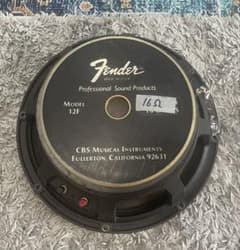 Fender
Professional Sound Products
MODEL
12F
16Ω
CBS MUSICAL INSTRUMENTS
FULLERTON, CALIFORNIA 92631